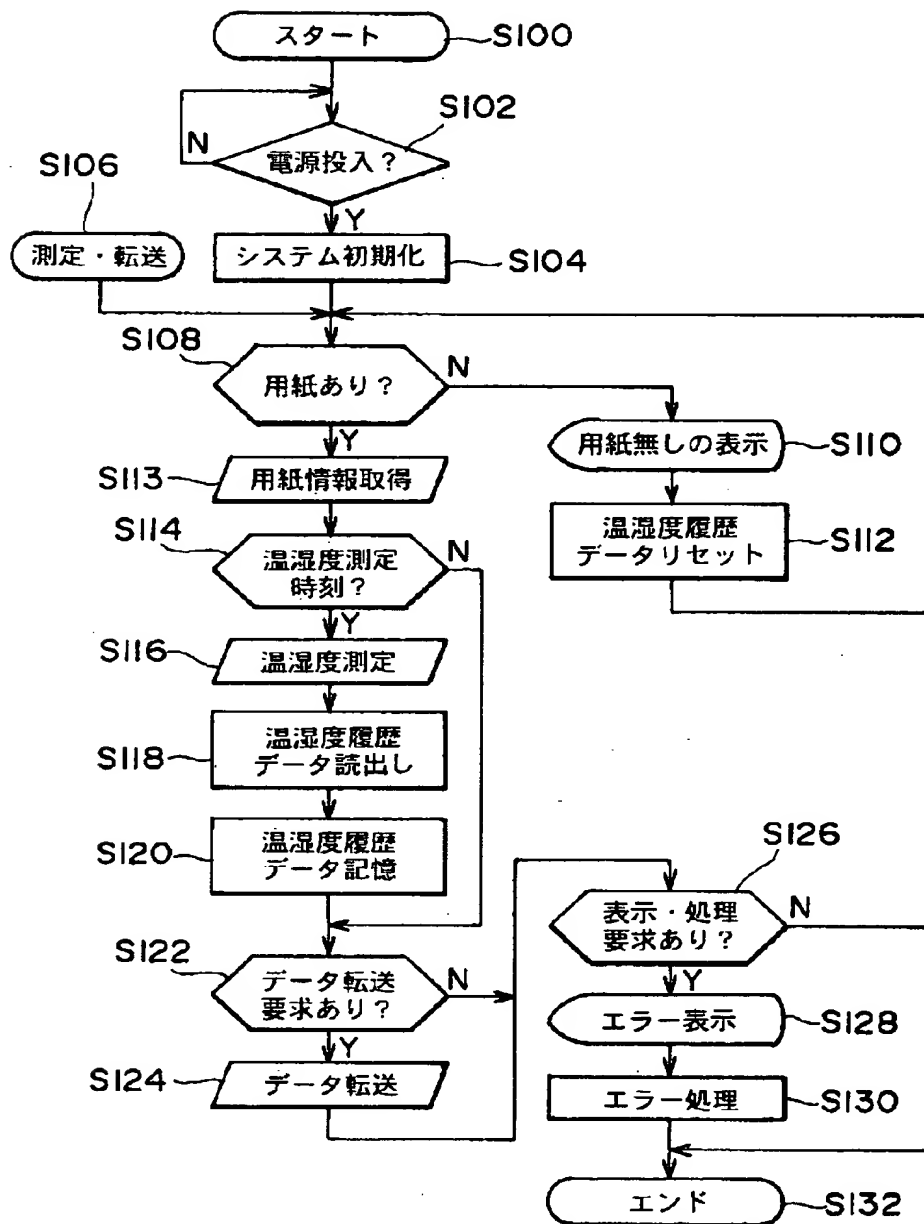 スタート
S100
S102
N
電源投入？
Y
S106
測定・転送
システム初期化
S104
S108
用紙あり？
N
Y
用紙無しの表示
S110
S113
用紙情報取得
温湿度履歴
データリセット
S112
S114
温湿度測定
時刻？
N
Y
S116
温湿度測定
S118
温湿度履歴
データ読出し
S120
温湿度履歴
データ記憶
S126
表示・処理
要求あり？
N
Y
S122
データ転送
要求あり？
N
Y
エラー表示
S128
S124
データ転送
エラー処理
S130
エンド
S132